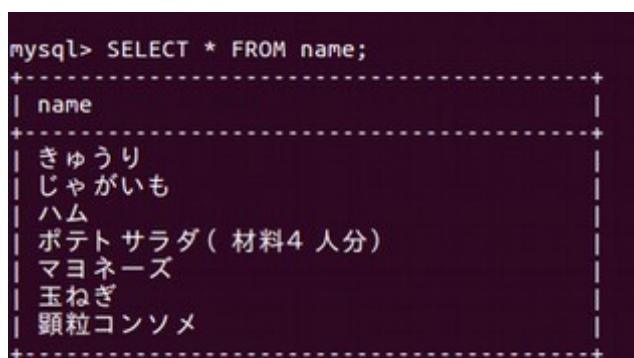 mysql> SELECT * FROM name;
+-----------------------------------------+
| name |
+-----------------------------------------+
| きゅうり |
| じゃがいも |
| ハム |
| ポテトサラダ( 材料4 人分) |
| マヨネーズ |
| 玉ねぎ |
| 顆粒コンソメ |
+-----------------------------------------+